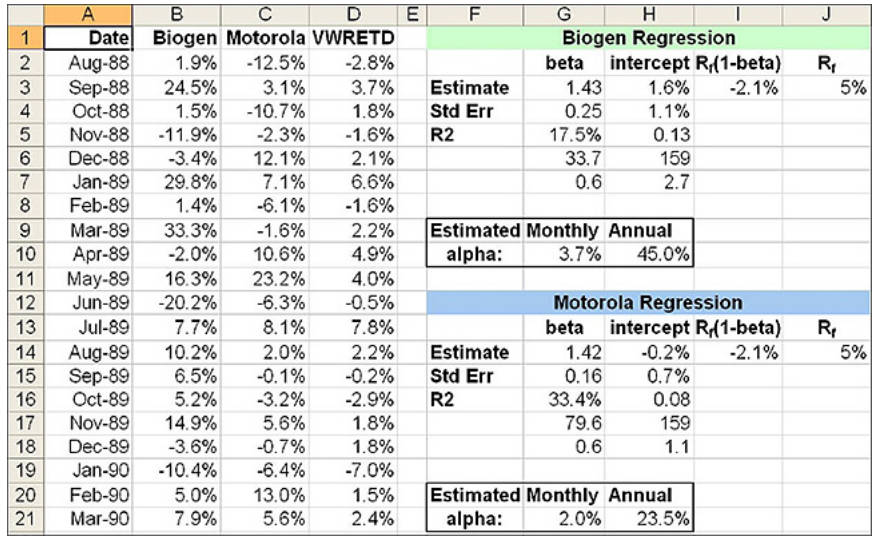 A B C D E F G H I J
1 Date Biogen Motorola VWRETD Biogen Regression
2 Aug-88 1.9% -12.5% -2.8% beta intercept Rf(1-beta) Rf
3 Sep-88 24.5% 3.1% 3.7% Estimate 1.43 1.6% -2.1% 5%
4 Oct-88 1.5% -10.7% 1.8% Std Err 0.25 1.1%
5 Nov-88 -11.9% -2.3% -1.6% R2 17.5% 0.13
6 Dec-88 -3.4% 12.1% 2.1% 33.7 159
7 Jan-89 29.8% 7.1% 6.6% 0.6 2.7
8 Feb-89 1.4% -6.1% -1.6%
9 Mar-89 33.3% -1.6% 2.2% Estimated Monthly Annual
10 Apr-89 -2.0% 10.6% 4.9% alpha: 3.7% 45.0%
11 May-89 16.3% 23.2% 4.0%
12 Jun-89 -20.2% -6.3% -0.5% Motorola Regression
13 Jul-89 7.7% 8.1% 7.8% beta intercept Rf(1-beta) Rf
14 Aug-89 10.2% 2.0% 2.2% Estimate 1.42 -0.2% -2.1% 5%
15 Sep-89 6.5% -0.1% -0.2% Std Err 0.16 0.7%
16 Oct-89 5.2% -3.2% -2.9% R2 33.4% 0.08
17 Nov-89 14.9% 5.6% 1.8% 79.6 159
18 Dec-89 -3.6% -0.7% 1.8% 0.6 1.1
19 Jan-90 -10.4% -6.4% -7.0%
20 Feb-90 5.0% 13.0% 1.5% Estimated Monthly Annual
21 Mar-90 7.9% 5.6% 2.4% alpha: 2.0% 23.5%